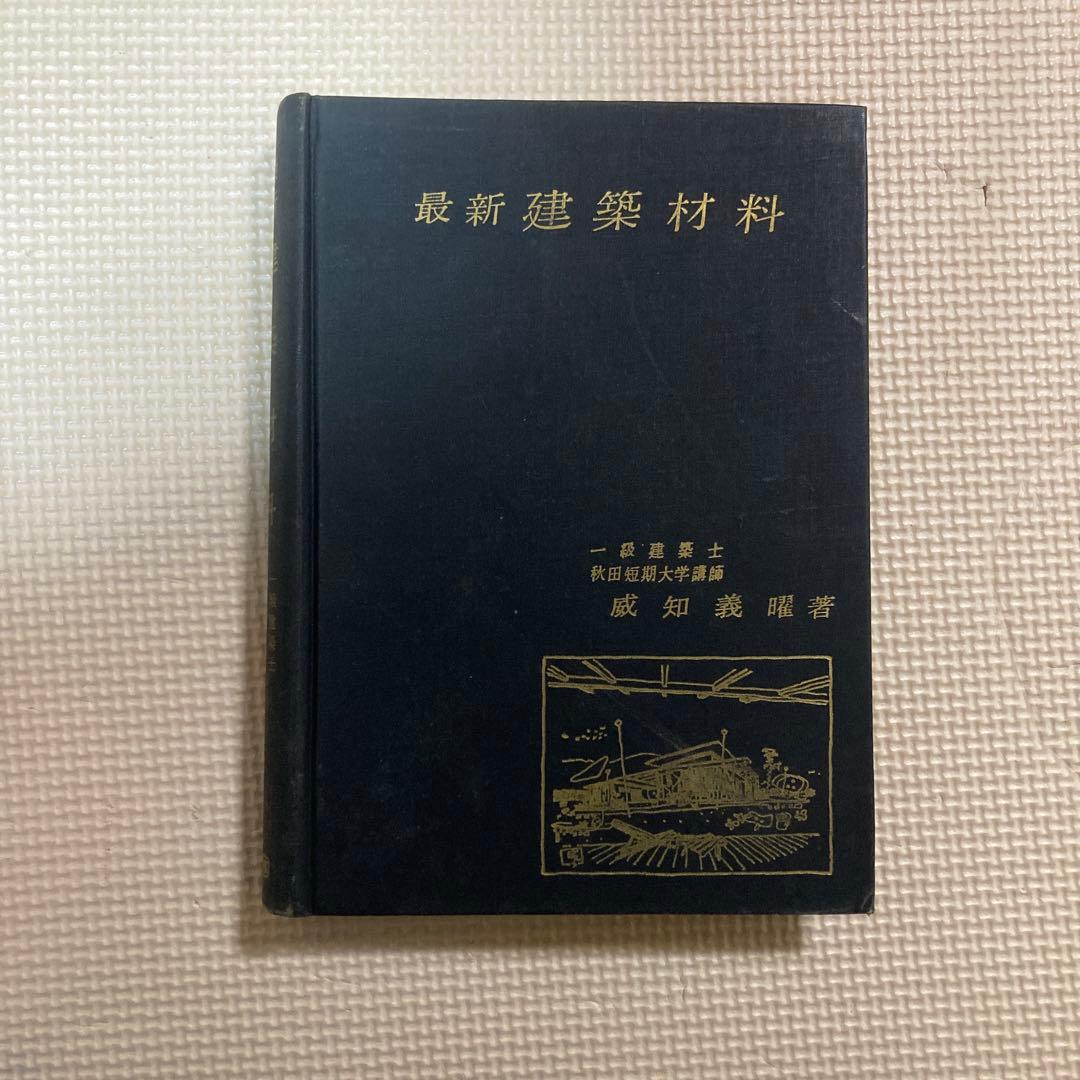 最新建築材料
一級建築士
秋田短期大学講師
威知義曜著